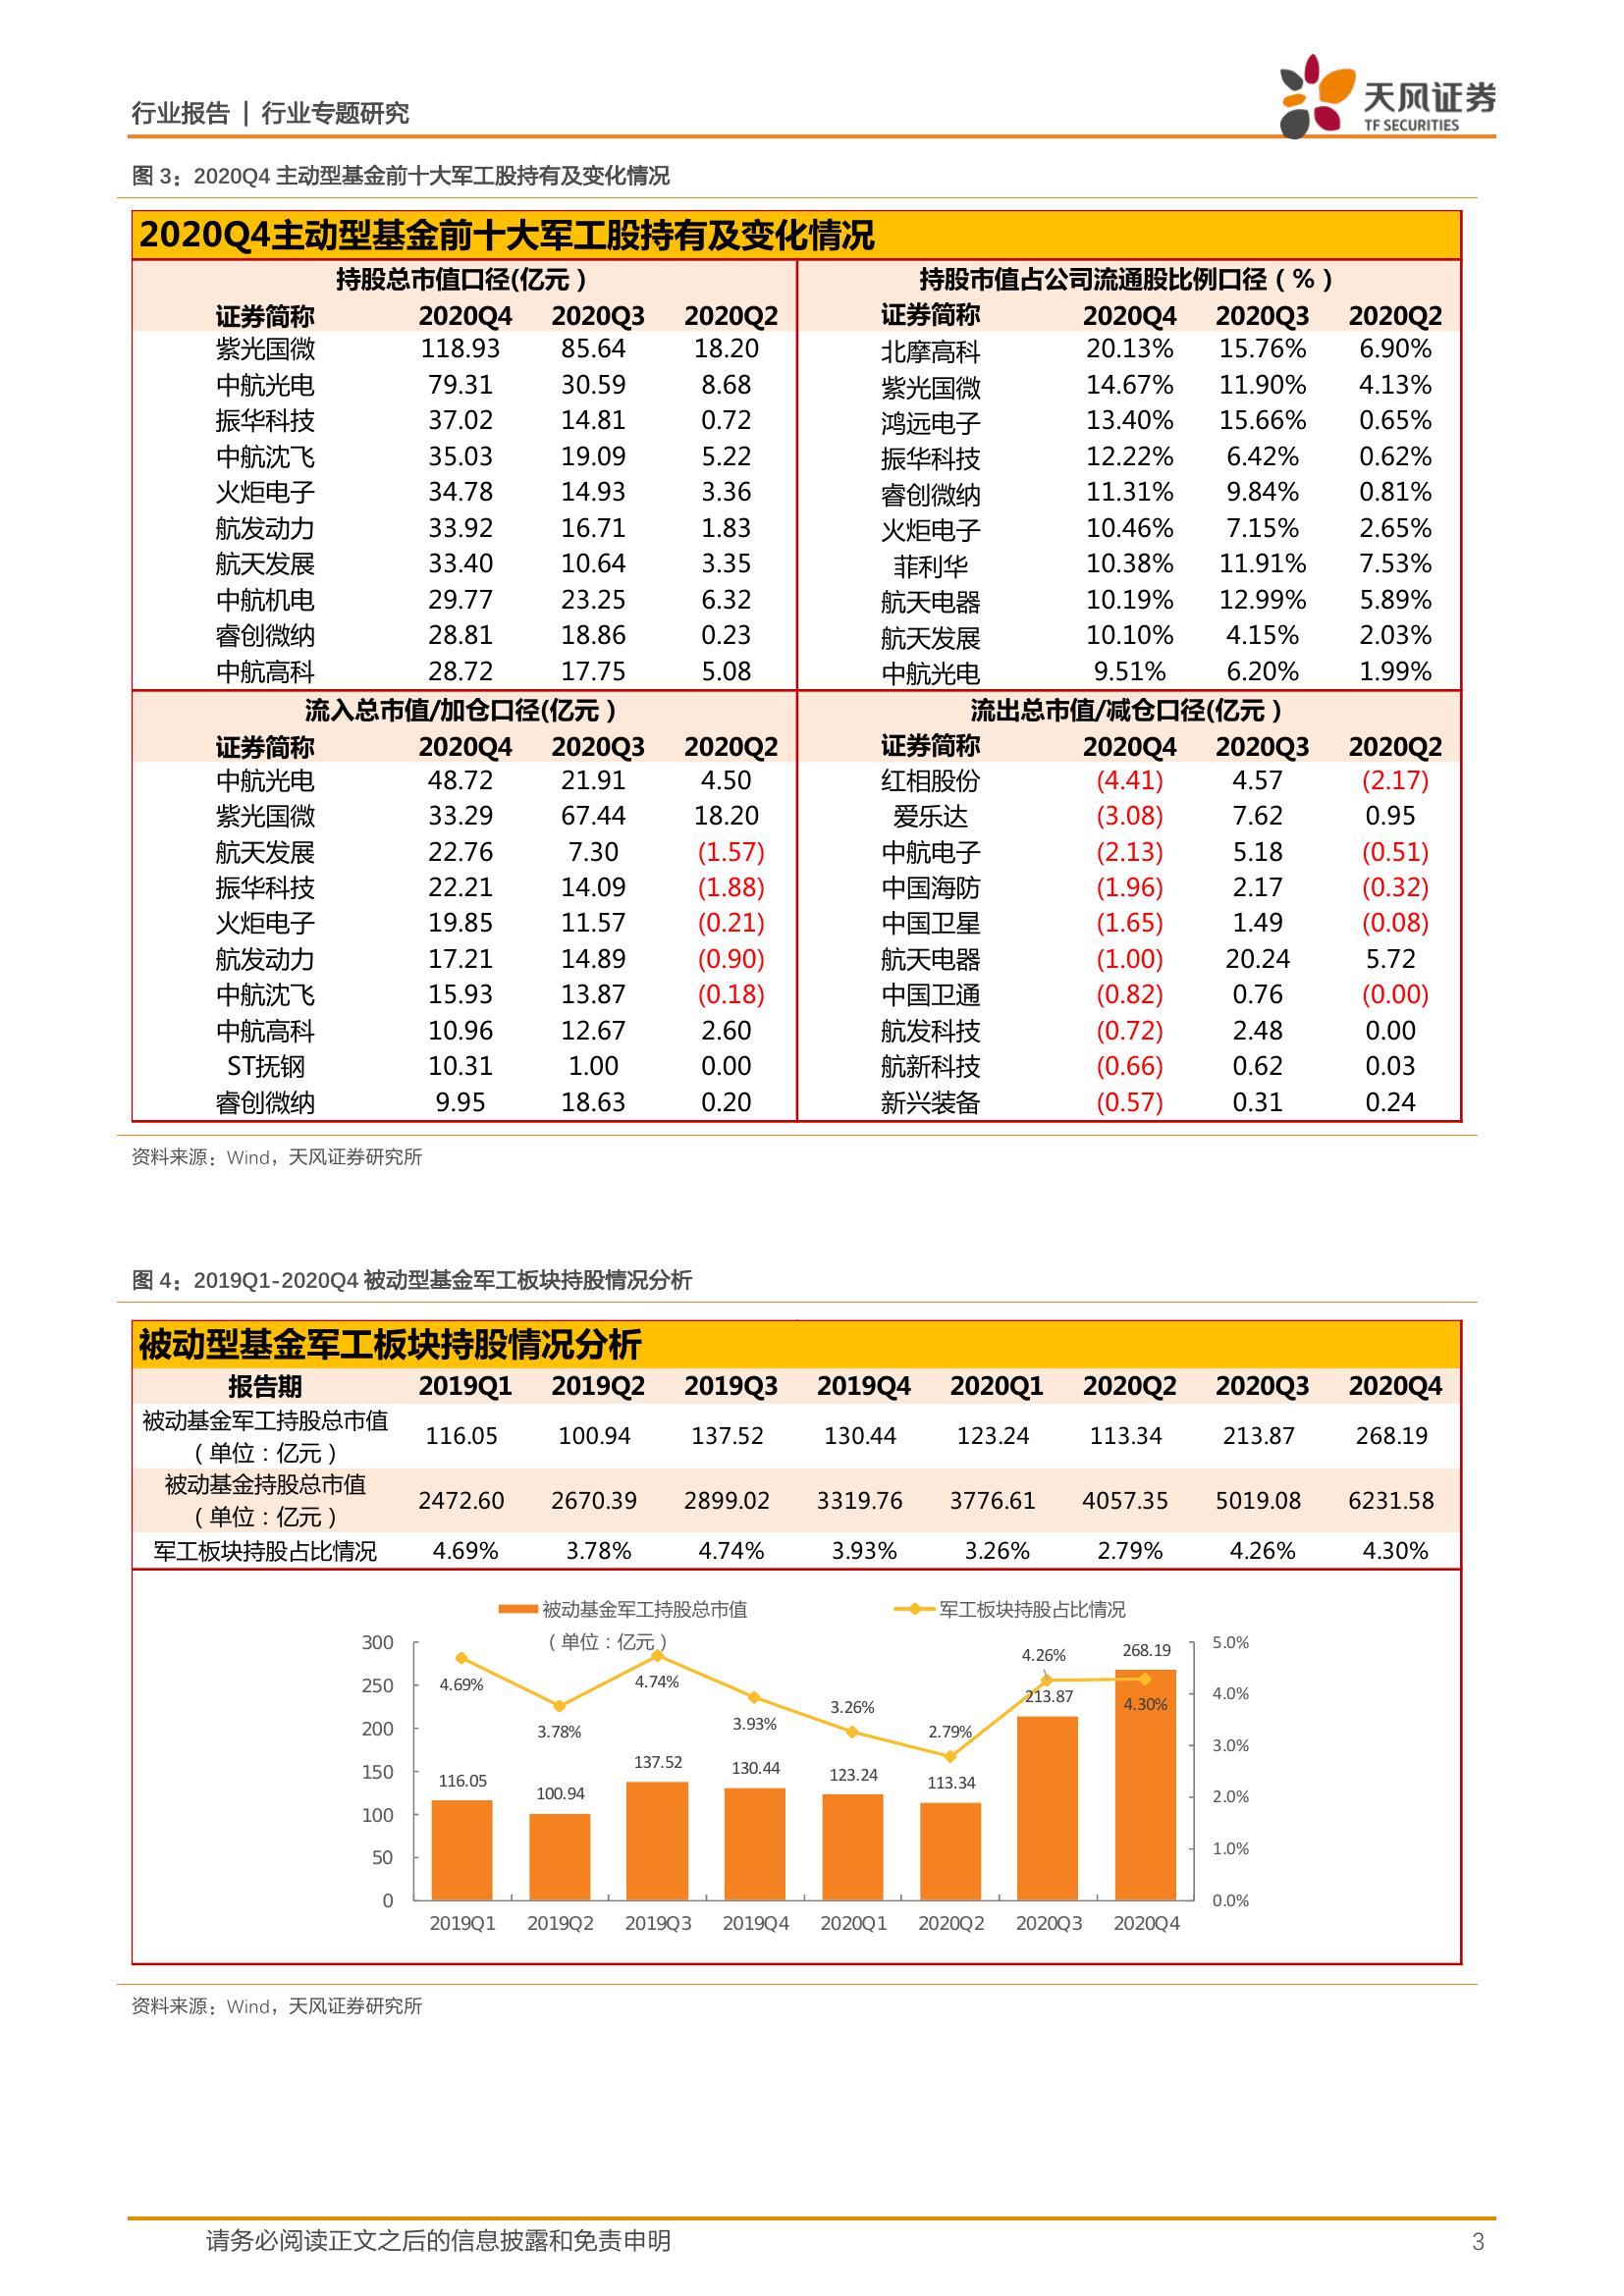 行业报告 | 行业专题研究
天风证券
TF SECURITIES
图 3：2020Q4 主动型基金前十大军工股持有及变化情况
2020Q4主动型基金前十大军工股持有及变化情况
持股总市值口径(亿元） 持股市值占公司流通股比例口径（%）
证券简称 2020Q4 2020Q3 2020Q2 证券简称 2020Q4 2020Q3 2020Q2
紫光国微 118.93 85.64 18.20 北摩高科 20.13% 15.76% 6.90%
中航光电 79.31 30.59 8.68 紫光国微 14.67% 11.90% 4.13%
振华科技 37.02 14.81 0.72 鸿远电子 13.40% 15.66% 0.65%
中航沈飞 35.03 19.09 5.22 振华科技 12.22% 6.42% 0.62%
火炬电子 34.78 14.93 3.36 睿创微纳 11.31% 9.84% 0.81%
航发动力 33.92 16.71 1.83 火炬电子 10.46% 7.15% 2.65%
航天发展 33.40 10.64 3.35 菲利华 10.38% 11.91% 7.53%
中航机电 29.77 23.25 6.32 航天电器 10.19% 12.99% 5.89%
睿创微纳 28.81 18.86 0.23 航天发展 10.10% 4.15% 2.03%
中航高科 28.72 17.75 5.08 中航光电 9.51% 6.20% 1.99%
流入总市值/加仓口径(亿元） 流出总市值/减仓口径(亿元）
证券简称 2020Q4 2020Q3 2020Q2 证券简称 2020Q4 2020Q3 2020Q2
中航光电 48.72 21.91 4.50 红相股份 (4.41) 4.57 (2.17)
紫光国微 33.29 67.44 18.20 爱乐达 (3.08) 7.62 0.95
航天发展 22.76 7.30 (1.57) 中航电子 (2.13) 5.18 (0.51)
振华科技 22.21 14.09 (1.88) 中国海防 (1.96) 2.17 (0.32)
火炬电子 19.85 11.57 (0.21) 中国卫星 (1.65) 1.49 (0.08)
航发动力 17.21 14.89 (0.90) 航天电器 (1.00) 20.24 5.72
中航沈飞 15.93 13.87 (0.18) 中国卫通 (0.82) 0.76 (0.00)
中航高科 10.96 12.67 2.60 航发科技 (0.72) 2.48 0.00
ST抚钢 10.31 1.00 0.00 航新科技 (0.66) 0.62 0.03
睿创微纳 9.95 18.63 0.20 新兴装备 (0.57) 0.31 0.24
资料来源：Wind，天风证券研究所
图 4：2019Q1-2020Q4 被动型基金军工板块持股情况分析
被动型基金军工板块持股情况分析
报告期 2019Q1 2019Q2 2019Q3 2019Q4 2020Q1 2020Q2 2020Q3 2020Q4
被动基金军工持股总市值
（单位：亿元） 116.05 100.94 137.52 130.44 123.24 113.34 213.87 268.19
被动基金持股总市值
（单位：亿元） 2472.60 2670.39 2899.02 3319.76 3776.61 4057.35 5019.08 6231.58
军工板块持股占比情况 4.69% 3.78% 4.74% 3.93% 3.26% 2.79% 4.26% 4.30%
被动基金军工持股总市值 军工板块持股占比情况
（单位：亿元）
300 5.0%
4.26% 268.19
4.69% 4.74%
250 4.0%
213.87 4.30%
3.26%
3.93%
200 3.78% 2.79% 3.0%
137.52 130.44
150 116.05 123.24 113.34
100.94 2.0%
100
50 1.0%
0 0.0%
2019Q1 2019Q2 2019Q3 2019Q4 2020Q1 2020Q2 2020Q3 2020Q4
资料来源：Wind，天风证券研究所
请务必阅读正文之后的信息披露和免责申明 3